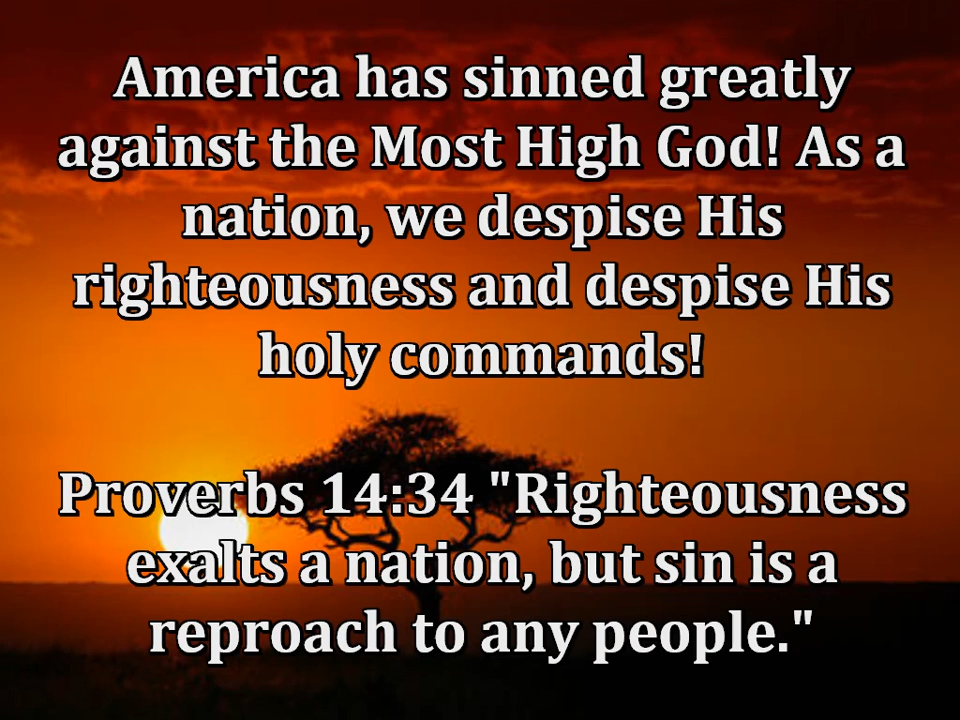 America has sinned greatly
against the Most High God! As a
nation, we despise His
righteousness and despise His
holy commands!
Proverbs 14:34 "Righteousness
exalts a nation, but sin is a
reproach to any people."